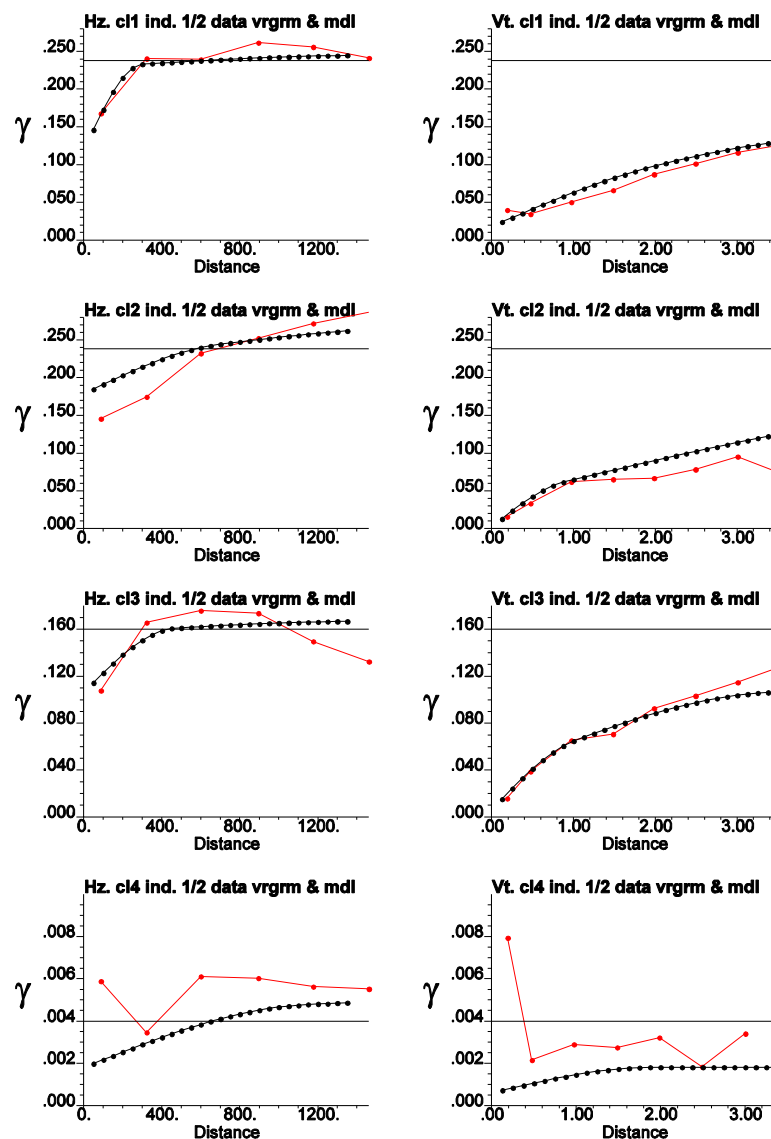 Hz. cl1 ind. 1/2 data vrgrm & mdl
.250
.200
.150
.100
.050
.000
γ
0. 400. 800. 1200.
Distance
Vt. cl1 ind. 1/2 data vrgrm & mdl
.250
.200
.150
.100
.050
.000
γ
.00 1.00 2.00 3.00
Distance
Hz. cl2 ind. 1/2 data vrgrm & mdl
.250
.200
.150
.100
.050
.000
γ
0. 400. 800. 1200.
Distance
Vt. cl2 ind. 1/2 data vrgrm & mdl
.250
.200
.150
.100
.050
.000
γ
.00 1.00 2.00 3.00
Distance
Hz. cl3 ind. 1/2 data vrgrm & mdl
.160
.120
.080
.040
.000
γ
0. 400. 800. 1200.
Distance
Vt. cl3 ind. 1/2 data vrgrm & mdl
.160
.120
.080
.040
.000
γ
.00 1.00 2.00 3.00
Distance
Hz. cl4 ind. 1/2 data vrgrm & mdl
.008
.006
.004
.002
.000
γ
0. 400. 800. 1200.
Distance
Vt. cl4 ind. 1/2 data vrgrm & mdl
.008
.006
.004
.002
.000
γ
.00 1.00 2.00 3.00
Distance